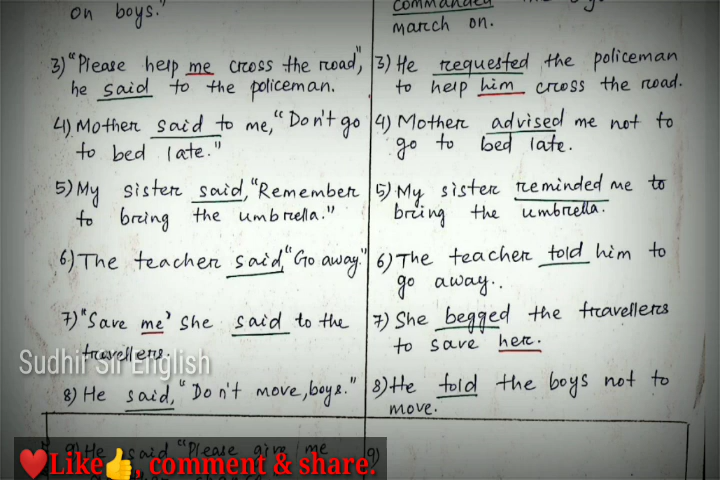 on boys."
commanded
march on.
3) "Please help me cross the road",
he said to the policeman.
3) He requested the policeman
to help him cross the road.
4) Mother said to me, "Don't go
to bed late."
4) Mother advised me not to
go to bed late.
5) My sister said, "Remember
to bring the umbrella."
5) My sister reminded me to
bring the umbrella.
6) The teacher said, "Go away."
6) The teacher told him to
go away..
7) "Save me" She said to the
travellers.
7) She begged the travellers
to save her.
Sudhir Sir English
8) He said, "Don't move, boys."
8) He told the boys not to
move.
9) He said "Please give me
9)
❤️Like👍, comment & share.